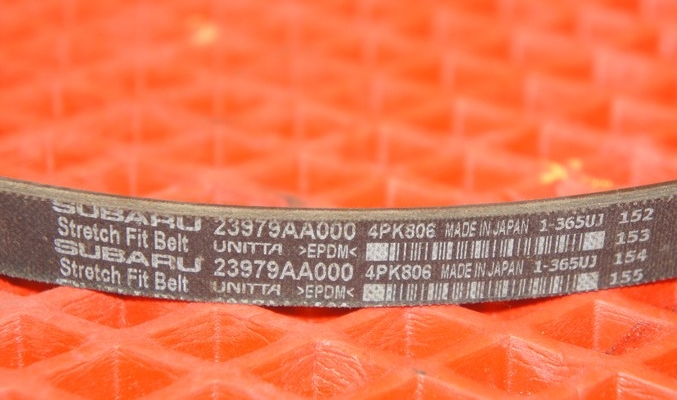 SUBARU 23979AA000 4PK806 MADE IN JAPAN 1-365UJ 152
Stretch Fit Belt UNITTA >EPDM< 153
SUBARU 23979AA000 4PK806 MADE IN JAPAN 1-365UJ 154
Stretch Fit Belt UNITTA >EPDM< 155